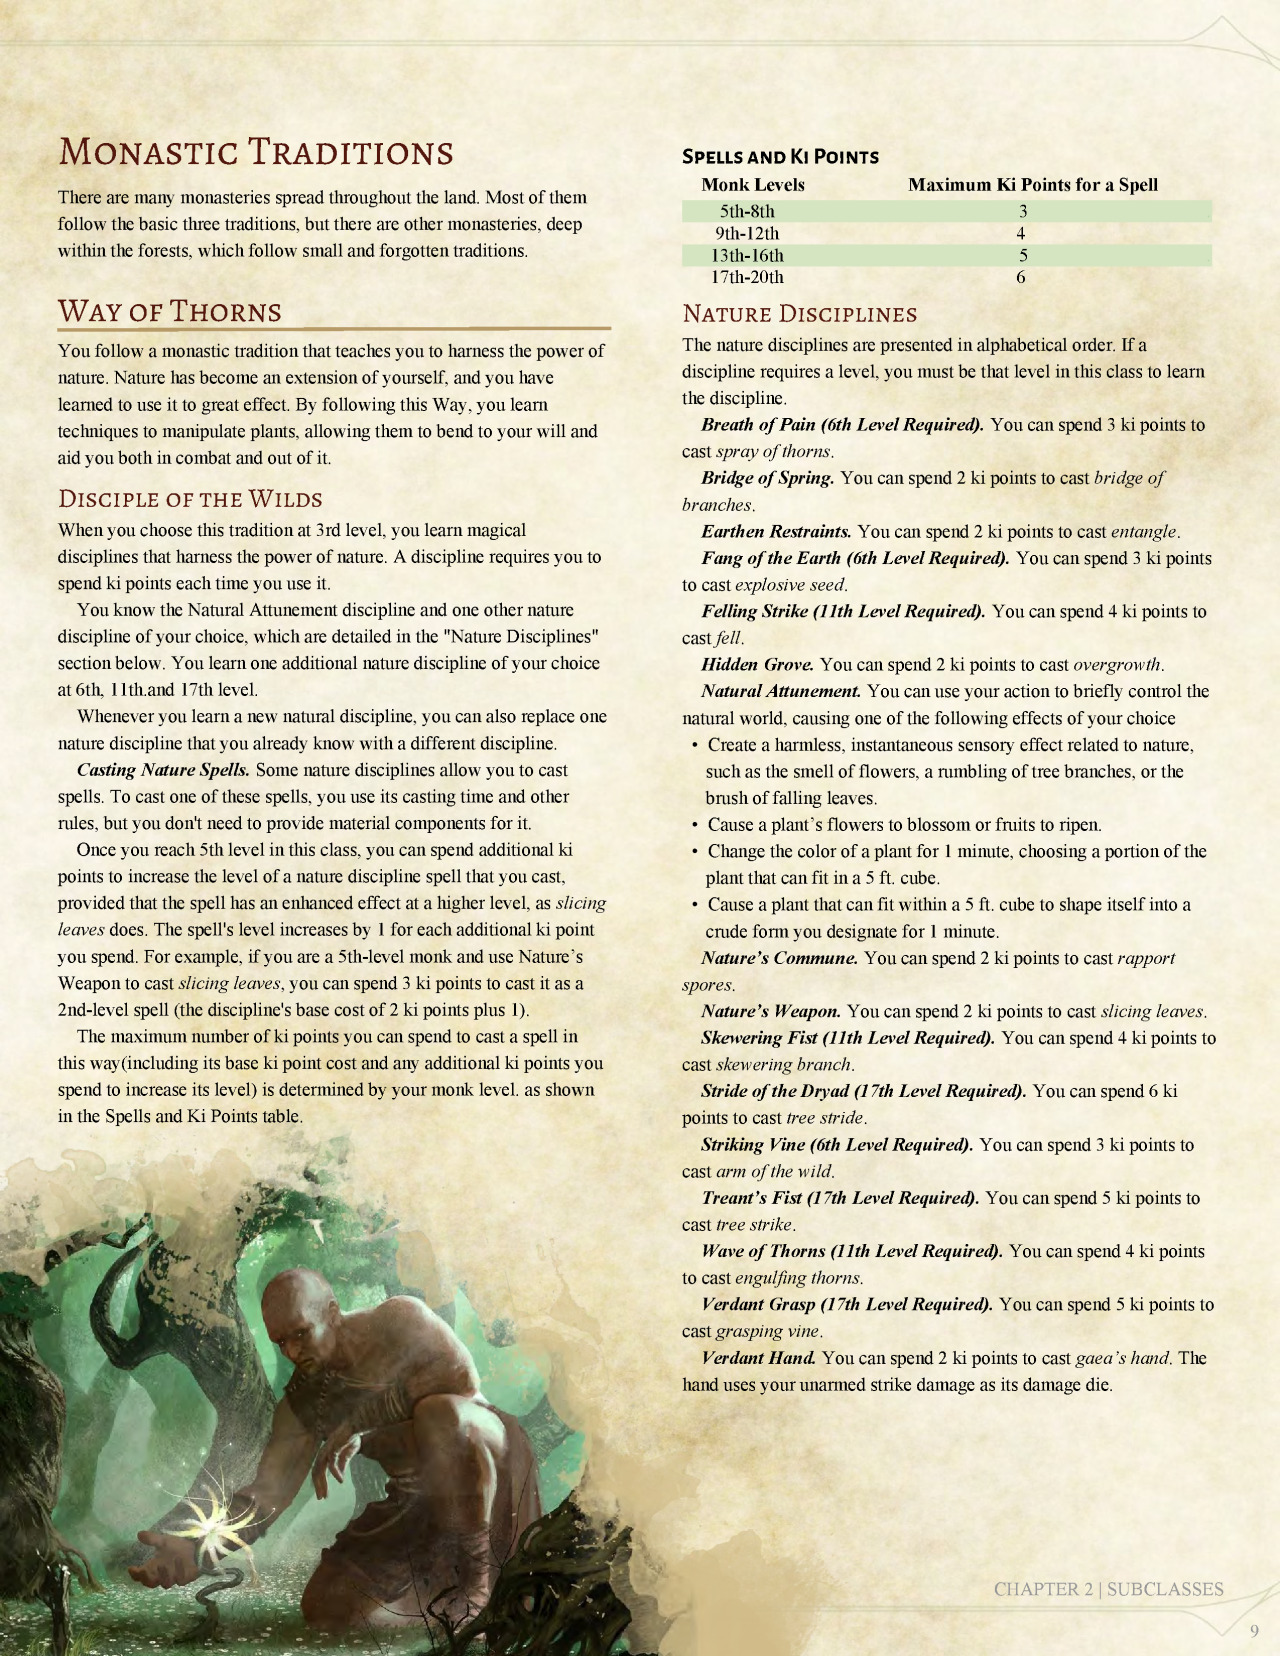 Monastic Traditions
There are many monasteries spread throughout the land. Most of them
follow the basic three traditions, but there are other monasteries, deep
within the forests, which follow small and forgotten traditions.
Way of Thorns
You follow a monastic tradition that teaches you to harness the power of
nature. Nature has become an extension of yourself, and you have
learned to use it to great effect. By following this Way, you learn
techniques to manipulate plants, allowing them to bend to your will and
aid you both in combat and out of it.
Disciple of the Wilds
When you choose this tradition at 3rd level, you learn magical
disciplines that harness the power of nature. A discipline requires you to
spend ki points each time you use it.
You know the Natural Attunement discipline and one other nature
discipline of your choice, which are detailed in the "Nature Disciplines"
section below. You learn one additional nature discipline of your choice
at 6th, 11th.and 17th level.
Whenever you learn a new natural discipline, you can also replace one
nature discipline that you already know with a different discipline.
Casting Nature Spells. Some nature disciplines allow you to cast
spells. To cast one of these spells, you use its casting time and other
rules, but you don't need to provide material components for it.
Once you reach 5th level in this class, you can spend additional ki
points to increase the level of a nature discipline spell that you cast,
provided that the spell has an enhanced effect at a higher level, as slicing
leaves does. The spell's level increases by 1 for each additional ki point
you spend. For example, if you are a 5th-level monk and use Nature's
Weapon to cast slicing leaves, you can spend 3 ki points to cast it as a
2nd-level spell (the discipline's base cost of 2 ki points plus 1).
The maximum number of ki points you can spend to cast a spell in
this way(including its base ki point cost and any additional ki points you
spend to increase its level) is determined by your monk level. as shown
in the Spells and Ki Points table.
Spells and Ki Points
Monk Levels Maximum Ki Points for a Spell
5th-8th 3
9th-12th 4
13th-16th 5
17th-20th 6
Nature Disciplines
The nature disciplines are presented in alphabetical order. If a
discipline requires a level, you must be that level in this class to learn
the discipline.
Breath of Pain (6th Level Required). You can spend 3 ki points to
cast spray of thorns.
Bridge of Spring. You can spend 2 ki points to cast bridge of
branches.
Earthen Restraints. You can spend 2 ki points to cast entangle.
Fang of the Earth (6th Level Required). You can spend 3 ki points
to cast explosive seed.
Felling Strike (11th Level Required). You can spend 4 ki points to
cast fell.
Hidden Grove. You can spend 2 ki points to cast overgrowth.
Natural Attunement. You can use your action to briefly control the
natural world, causing one of the following effects of your choice
• Create a harmless, instantaneous sensory effect related to nature,
such as the smell of flowers, a rumbling of tree branches, or the
brush of falling leaves.
• Cause a plant's flowers to blossom or fruits to ripen.
• Change the color of a plant for 1 minute, choosing a portion of the
plant that can fit in a 5 ft. cube.
• Cause a plant that can fit within a 5 ft. cube to shape itself into a
crude form you designate for 1 minute.
Nature's Commune. You can spend 2 ki points to cast rapport
spores.
Nature's Weapon. You can spend 2 ki points to cast slicing leaves.
Skewering Fist (11th Level Required). You can spend 4 ki points to
cast skewering branch.
Stride of the Dryad (17th Level Required). You can spend 6 ki
points to cast tree stride.
Striking Vine (6th Level Required). You can spend 3 ki points to
cast arm of the wild.
Treant's Fist (17th Level Required). You can spend 5 ki points to
cast tree strike.
Wave of Thorns (11th Level Required). You can spend 4 ki points
to cast engulfing thorns.
Verdant Grasp (17th Level Required). You can spend 5 ki points to
cast grasping vine.
Verdant Hand. You can spend 2 ki points to cast gaea's hand. The
hand uses your unarmed strike damage as its damage die.
CHAPTER 2 | SUBCLASSES
9